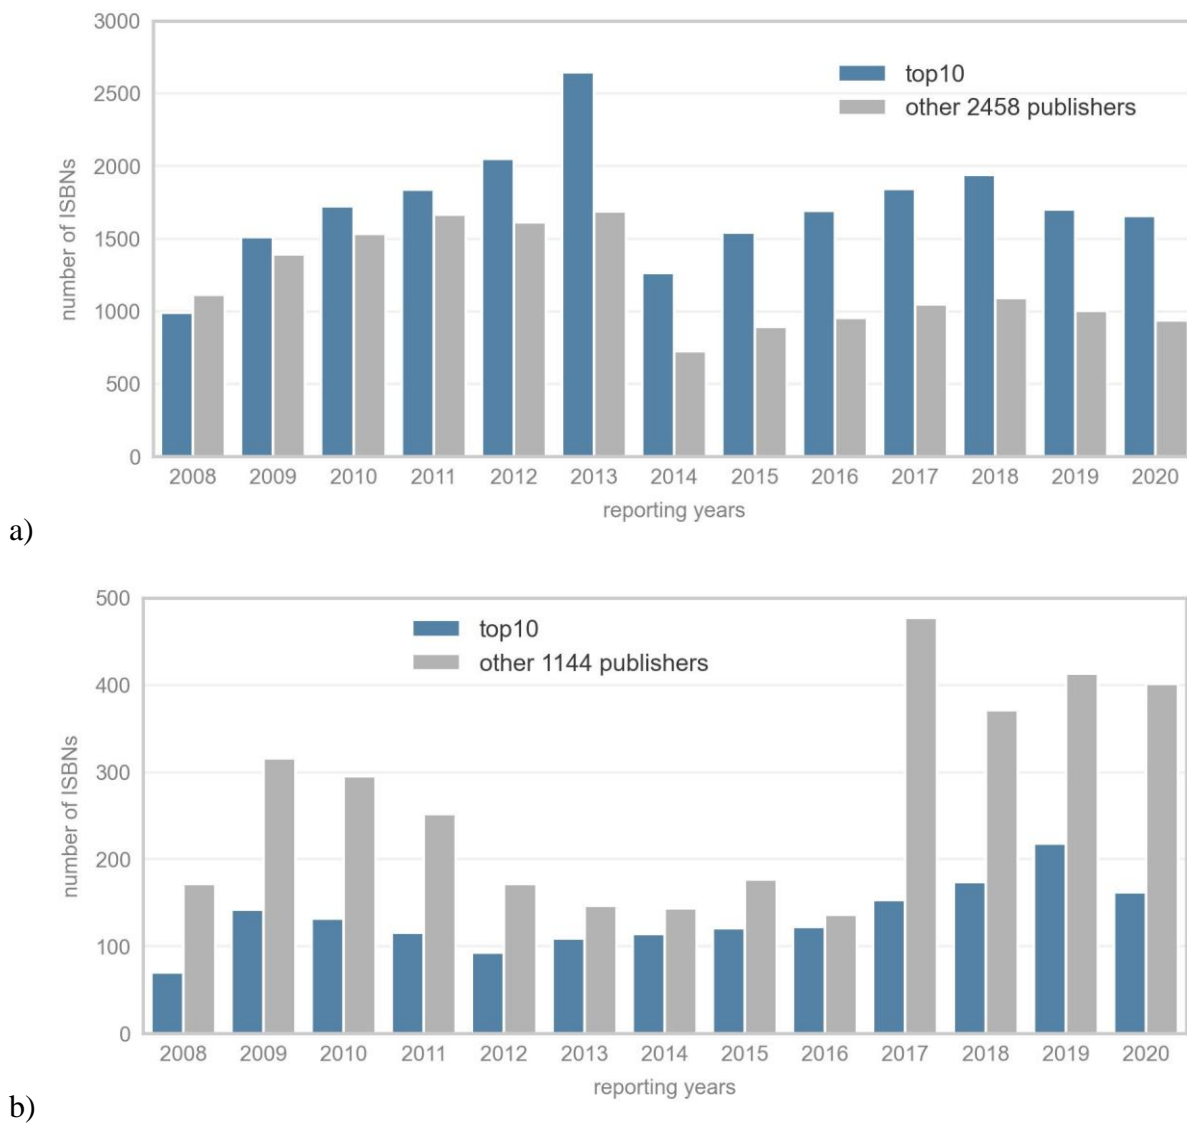 3000
2500
2000
1500
1000
500
0
number of ISBNs
top10
other 2458 publishers
2008 2009 2010 2011 2012 2013 2014 2015 2016 2017 2018 2019 2020
reporting years
a)
500
400
300
200
100
0
number of ISBNs
top10
other 1144 publishers
2008 2009 2010 2011 2012 2013 2014 2015 2016 2017 2018 2019 2020
reporting years
b)